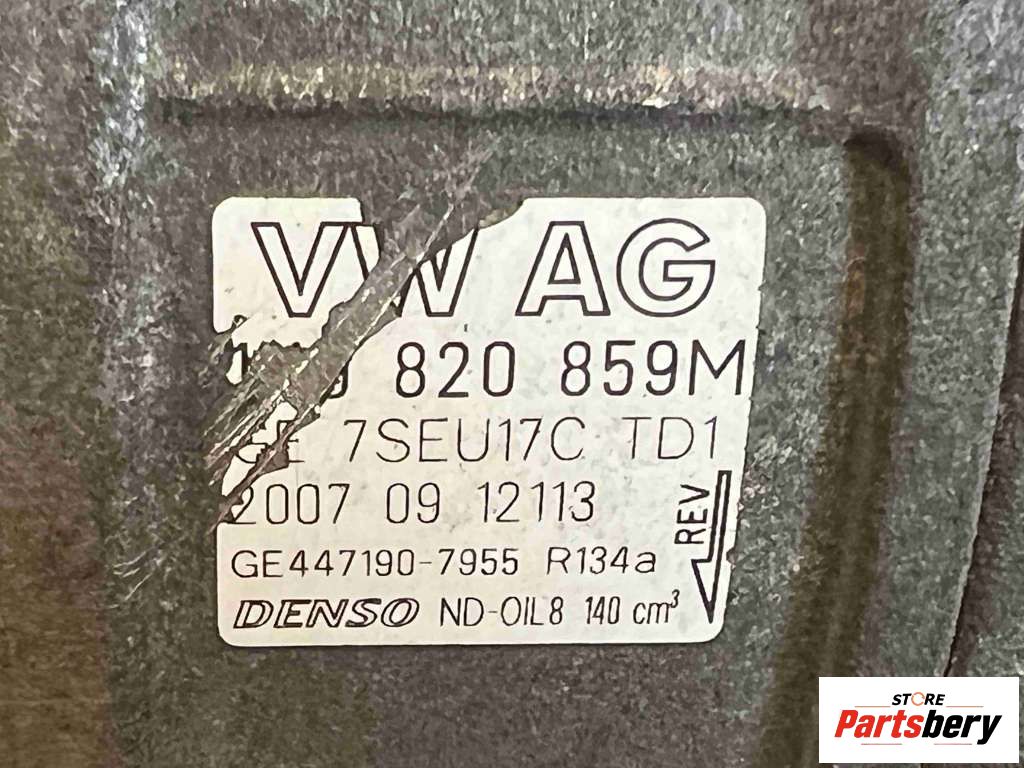 VW AG
820 859M
7SEU17C TD1
2007 09 12113
REV
GE447190-7955 R134a
DENSO ND-OIL8 140 cm³
STORE
Partsbery